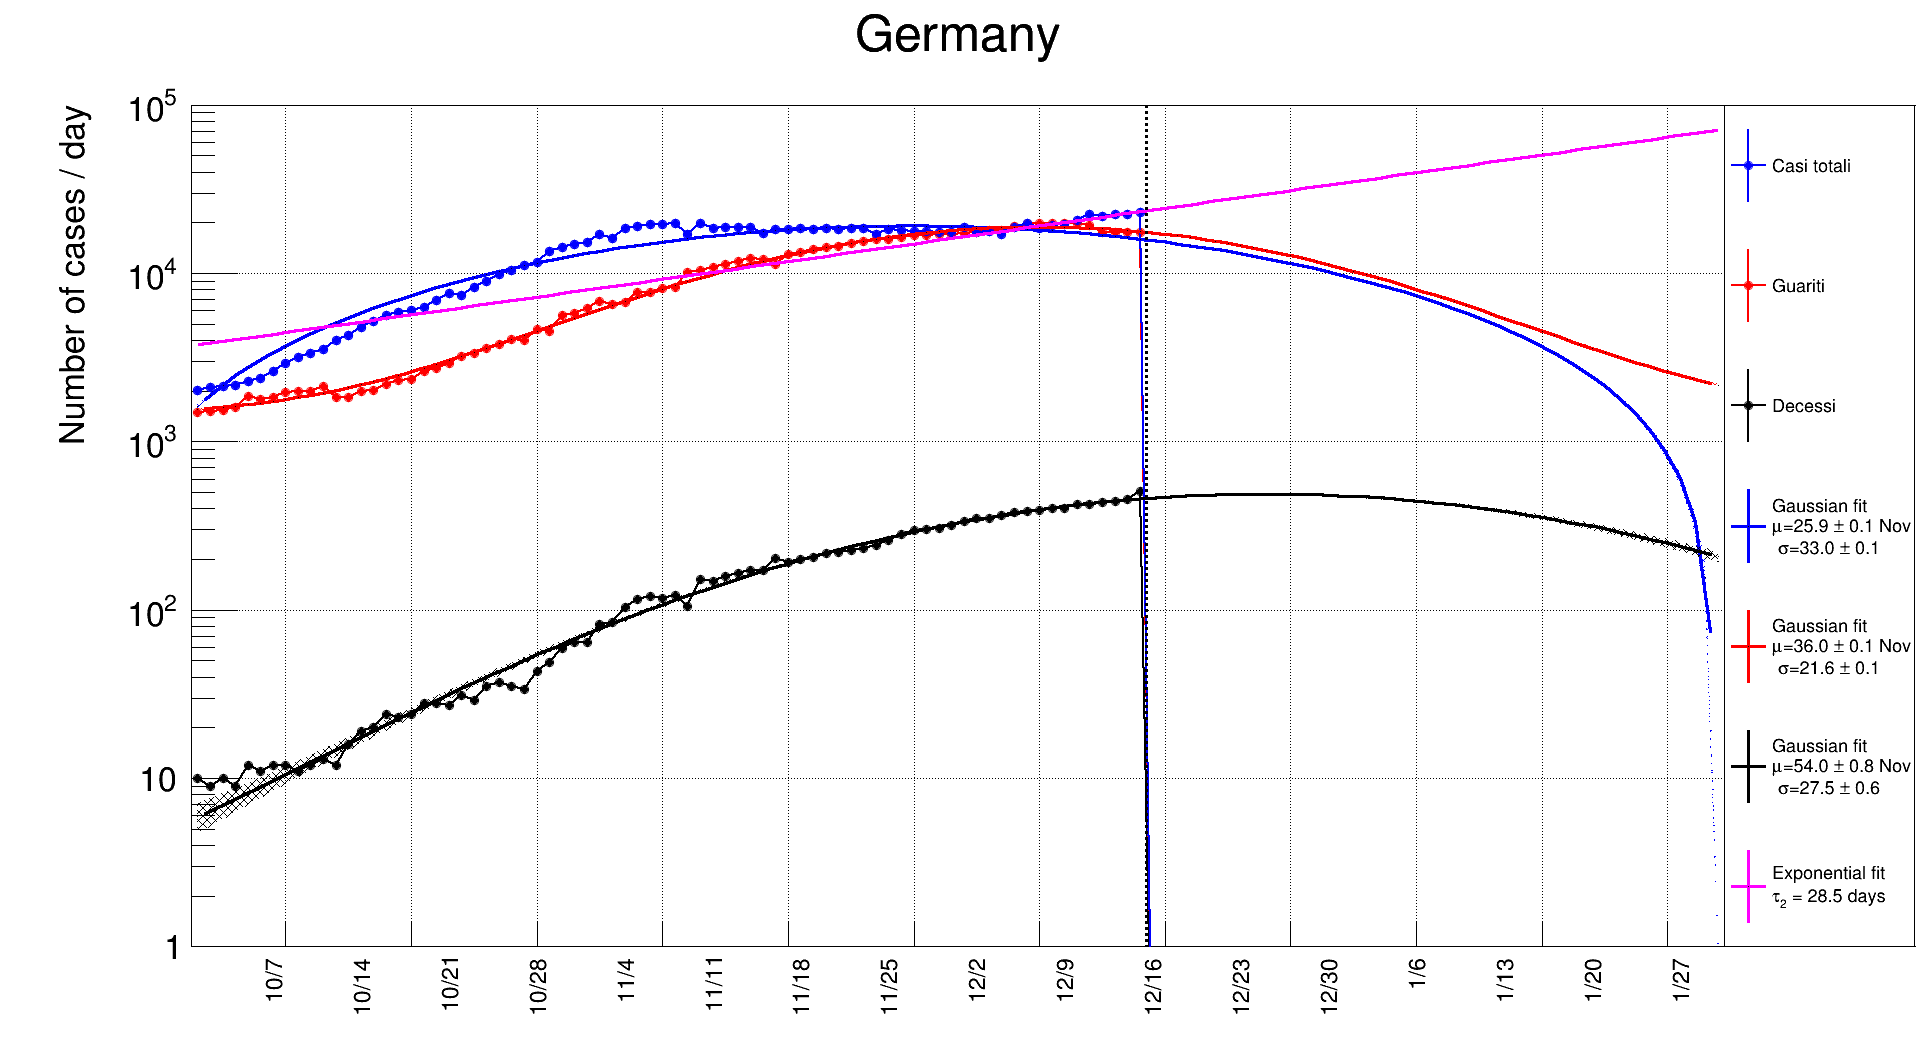 Germany
Number of cases / day
10^5
10^4
10^3
10^2
10
1
10/7
10/14
10/21
10/28
11/4
11/11
11/18
11/25
12/2
12/9
12/16
12/23
12/30
1/6
1/13
1/20
1/27
Casi totali
Guariti
Decessi
Gaussian fit
μ=25.9 ± 0.1 Nov
σ=33.0 ± 0.1
Gaussian fit
μ=36.0 ± 0.1 Nov
σ=21.6 ± 0.1
Gaussian fit
μ=54.0 ± 0.8 Nov
σ=27.5 ± 0.6
Exponential fit
τ₂ = 28.5 days